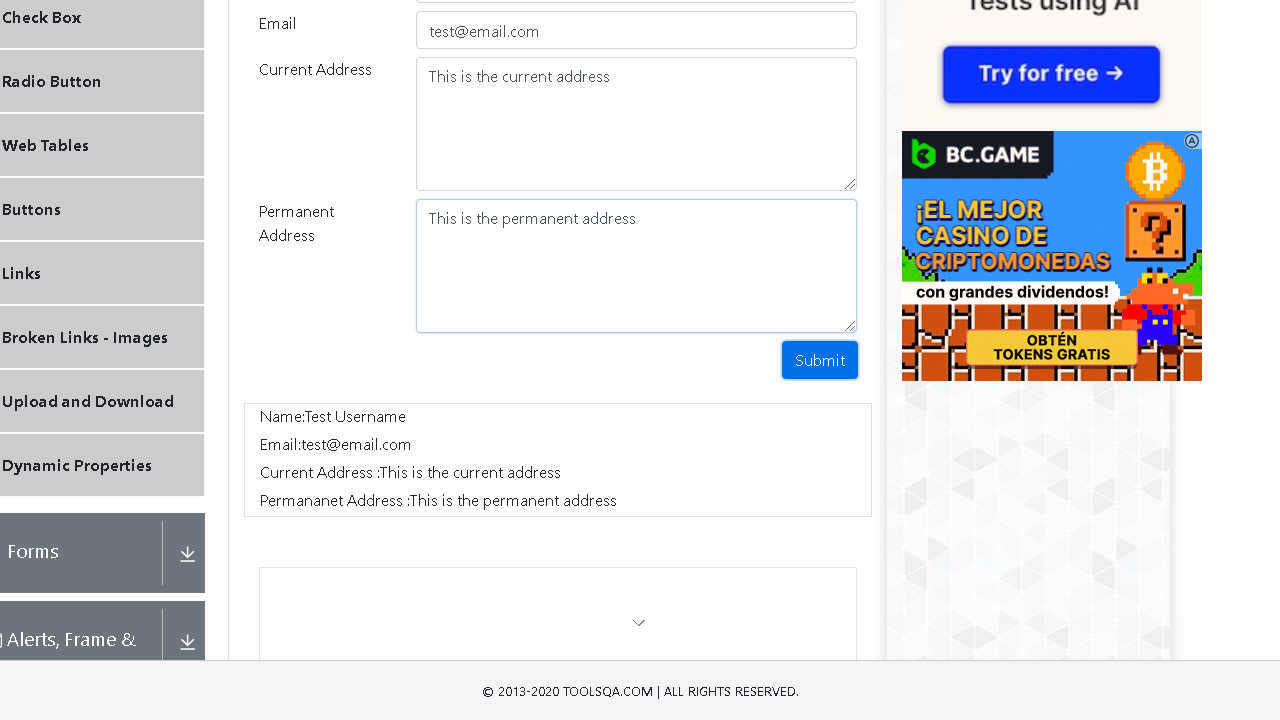 Check Box
Radio Button
Web Tables
Buttons
Links
Broken Links - Images
Upload and Download
Dynamic Properties
Forms
Alerts, Frame &
Email
test@email.com
Current Address
This is the current address
Permanent
Address
This is the permanent address
Submit
Name:Test Username
Email:test@email.com
Current Address :This is the current address
Permananet Address :This is the permanent address
Tests using AI
Try for free →
BC.GAME
¡EL MEJOR
CASINO DE
CRIPTOMONEDAS
con grandes dividendos!
OBTÉN
TOKENS GRATIS
© 2013-2020 TOOLSQA.COM | ALL RIGHTS RESERVED.